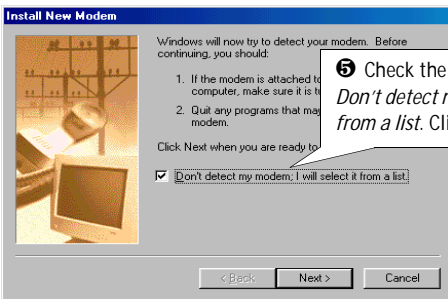 Install New Modem
Windows will now try to detect your modem. Before
continuing, you should:
1. If the modem is attached to
computer, make sure it is
2. Quit any programs that may
modem.
Click Next when you are ready to
Don't detect my modem; I will select it from a list.
< Back
Next >
Cancel
❺ Check the
Don't detect
from a list.